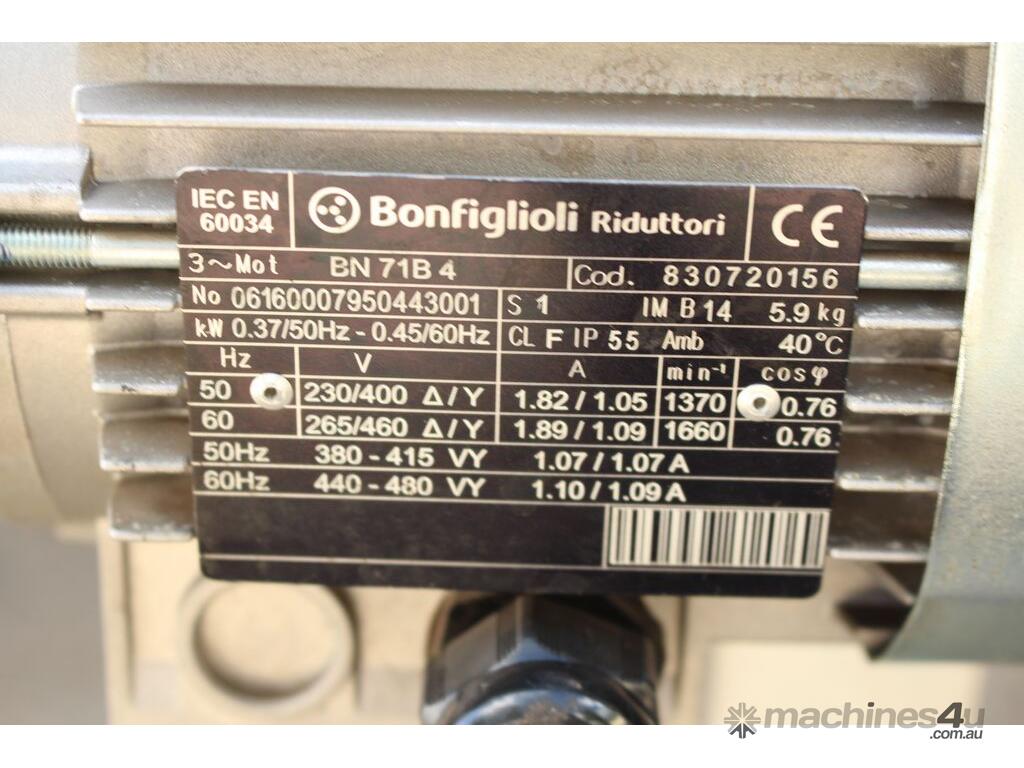 IEC EN
60034
Bonfiglioli Riduttori
CE
3~Mot BN 71B 4 Cod. 830720156
No 06160007950443001 S 1 IM B14 5.9 kg
kW 0.37/50Hz - 0.45/60Hz CL F IP 55 Amb 40°C
Hz V A min⁻¹ cosφ
50 230/400 Δ/Y 1.82 / 1.05 1370 0.76
60 265/460 Δ/Y 1.89 / 1.09 1660 0.76
50Hz 380 - 415 VY 1.07 / 1.07 A
60Hz 440 - 480 VY 1.10 / 1.09 A
machines4u
.com.au